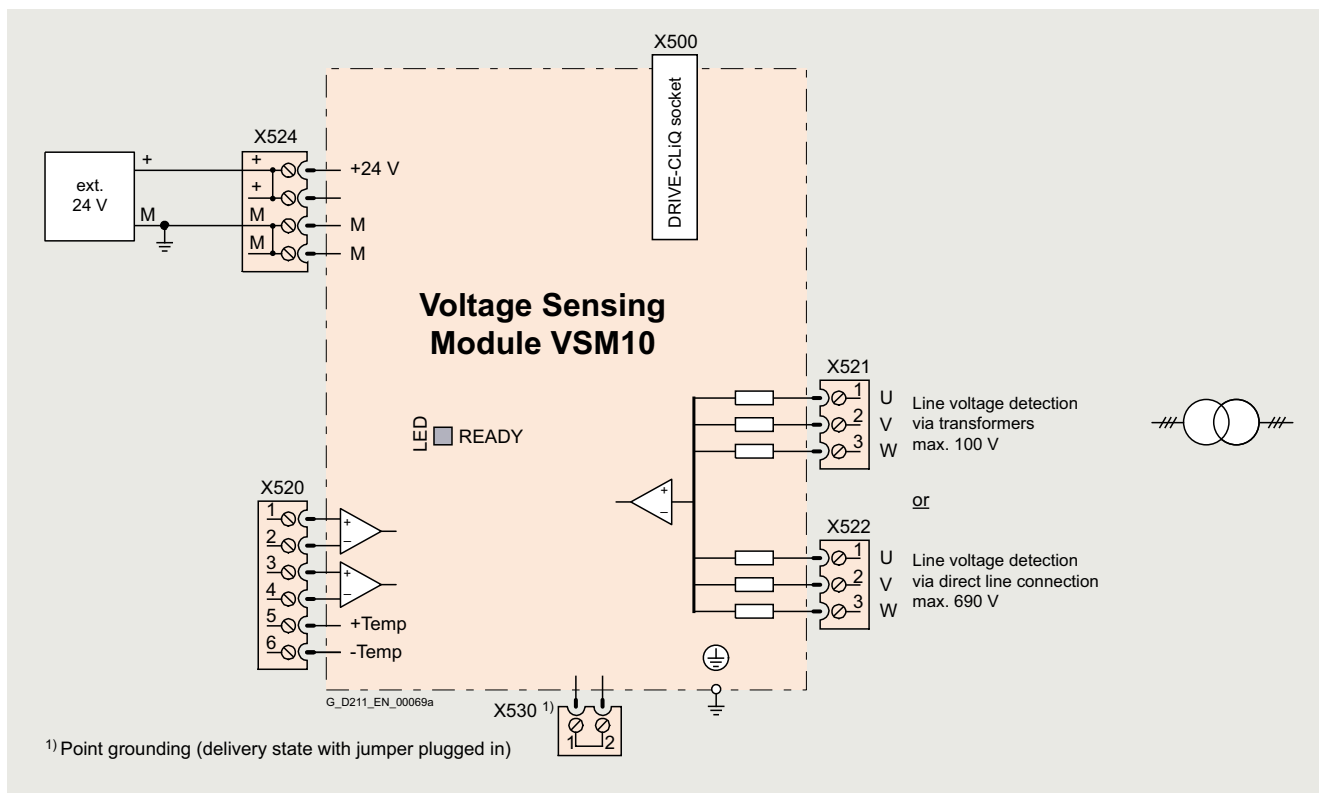 X500
DRIVE-CLiQ socket
X524
ext.
24 V
+
M
+
+
M
M
+24 V
M
M
Voltage Sensing
Module VSM10
LED
READY
X521
1
2
3
U
V
W
Line voltage detection
via transformers
max. 100 V
or
X522
1
2
3
U
V
W
Line voltage detection
via direct line connection
max. 690 V
+
–
X520
1
2
3
4
5
6
+
–
+
–
+Temp
-Temp
G_D211_EN_00069a
X530 1)
1 2
1) Point grounding (delivery state with jumper plugged in)